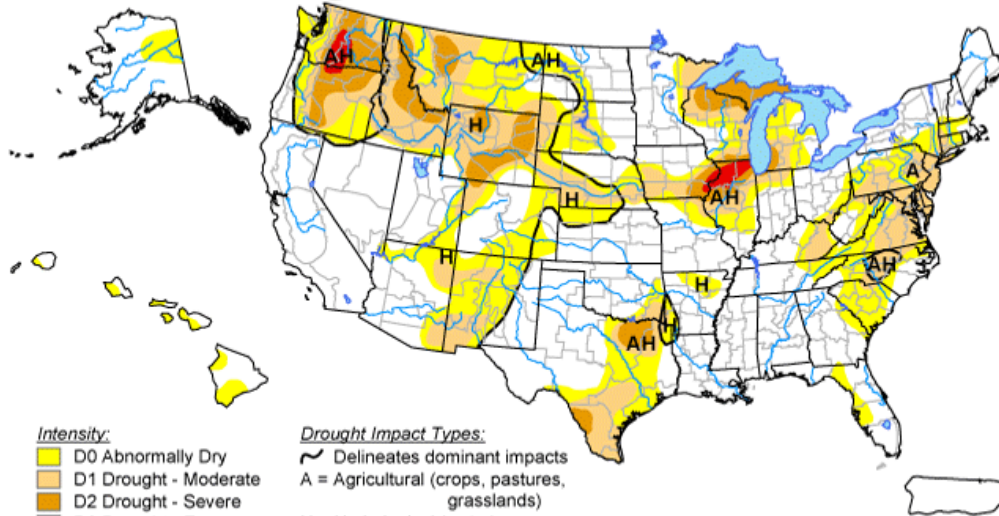 AH
AH
H
AH
H
A
H
H
AH
AH
H
Intensity:
D0 Abnormally Dry
D1 Drought - Moderate
D2 Drought - Severe
Drought Impact Types:
Delineates dominant impacts
A = Agricultural (crops, pastures,
grasslands)